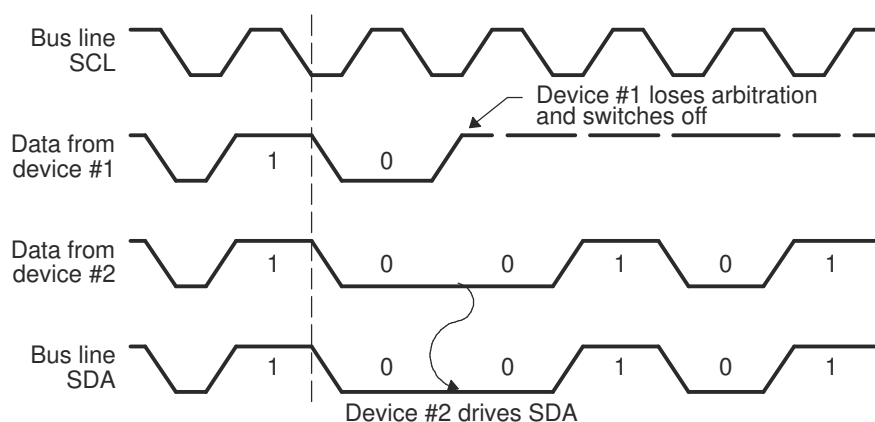 Bus line
SCL
Device #1 loses arbitration
and switches off
Data from
device #1
1 0
Data from
device #2
1 0 0 1 0 1
Bus line
SDA
1 0 0 1 0 1
Device #2 drives SDA